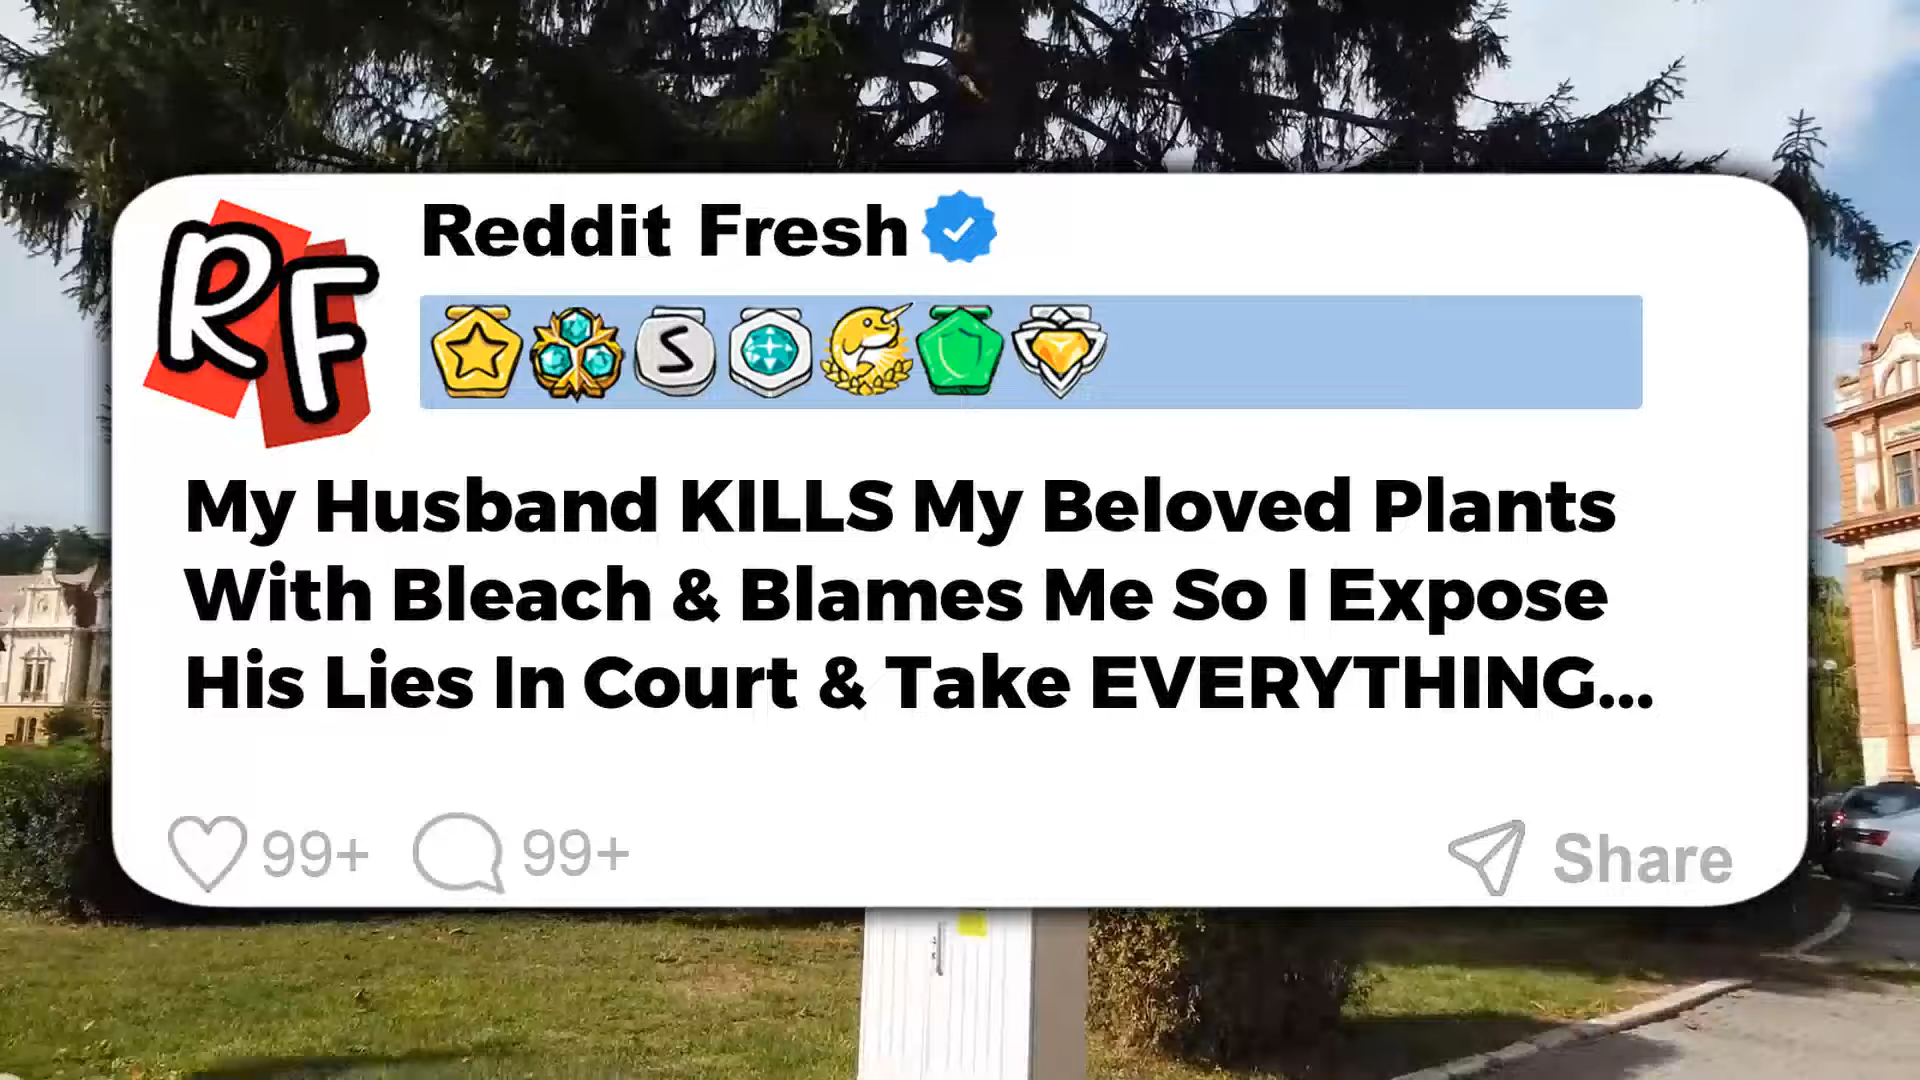 RF
Reddit Fresh
S
My Husband KILLS My Beloved Plants
With Bleach & Blames Me So I Expose
His Lies In Court & Take EVERYTHING...
99+ 99+ Share